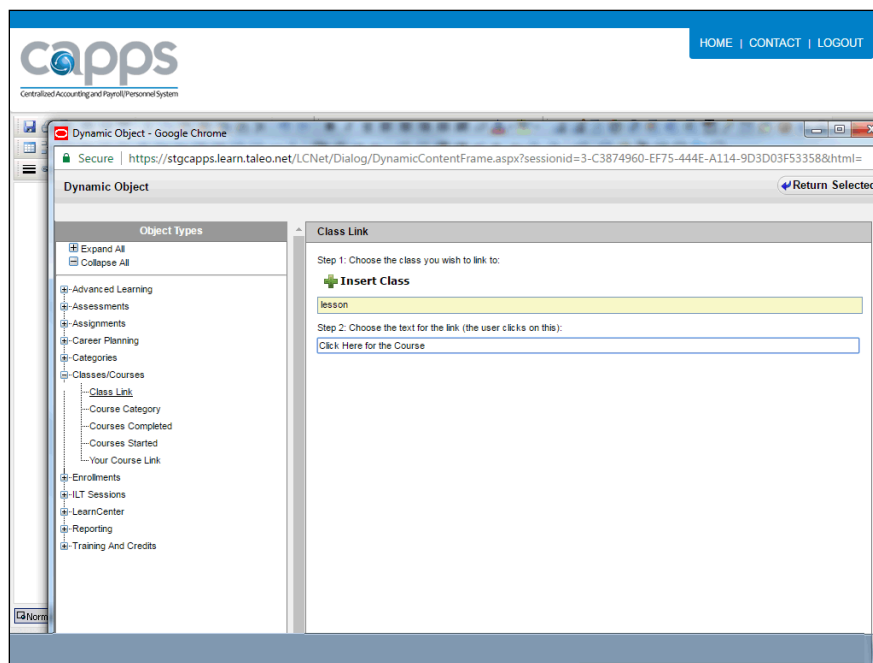 HOME | CONTACT | LOGOUT
capps
Centralized Accounting and Payroll/Personnel System
Dynamic Object - Google Chrome
Secure | https://stgcapps.learn.taleo.net/LCNet/Dialog/DynamicContentFrame.aspx?sessionid=3-C3874960-EF75-444E-A114-9D3D03F53358&html=
Dynamic Object
Return Selected
Object Types
Expand All
Collapse All
Advanced Learning
Assessments
Assignments
Career Planning
Categories
Classes/Courses
Class Link
Course Category
Courses Completed
Courses Started
Your Course Link
Enrollments
ILT Sessions
LearnCenter
Reporting
Training And Credits
Class Link
Step 1: Choose the class you wish to link to:
Insert Class
lesson
Step 2: Choose the text for the link (the user clicks on this):
Click Here for the Course
Norm